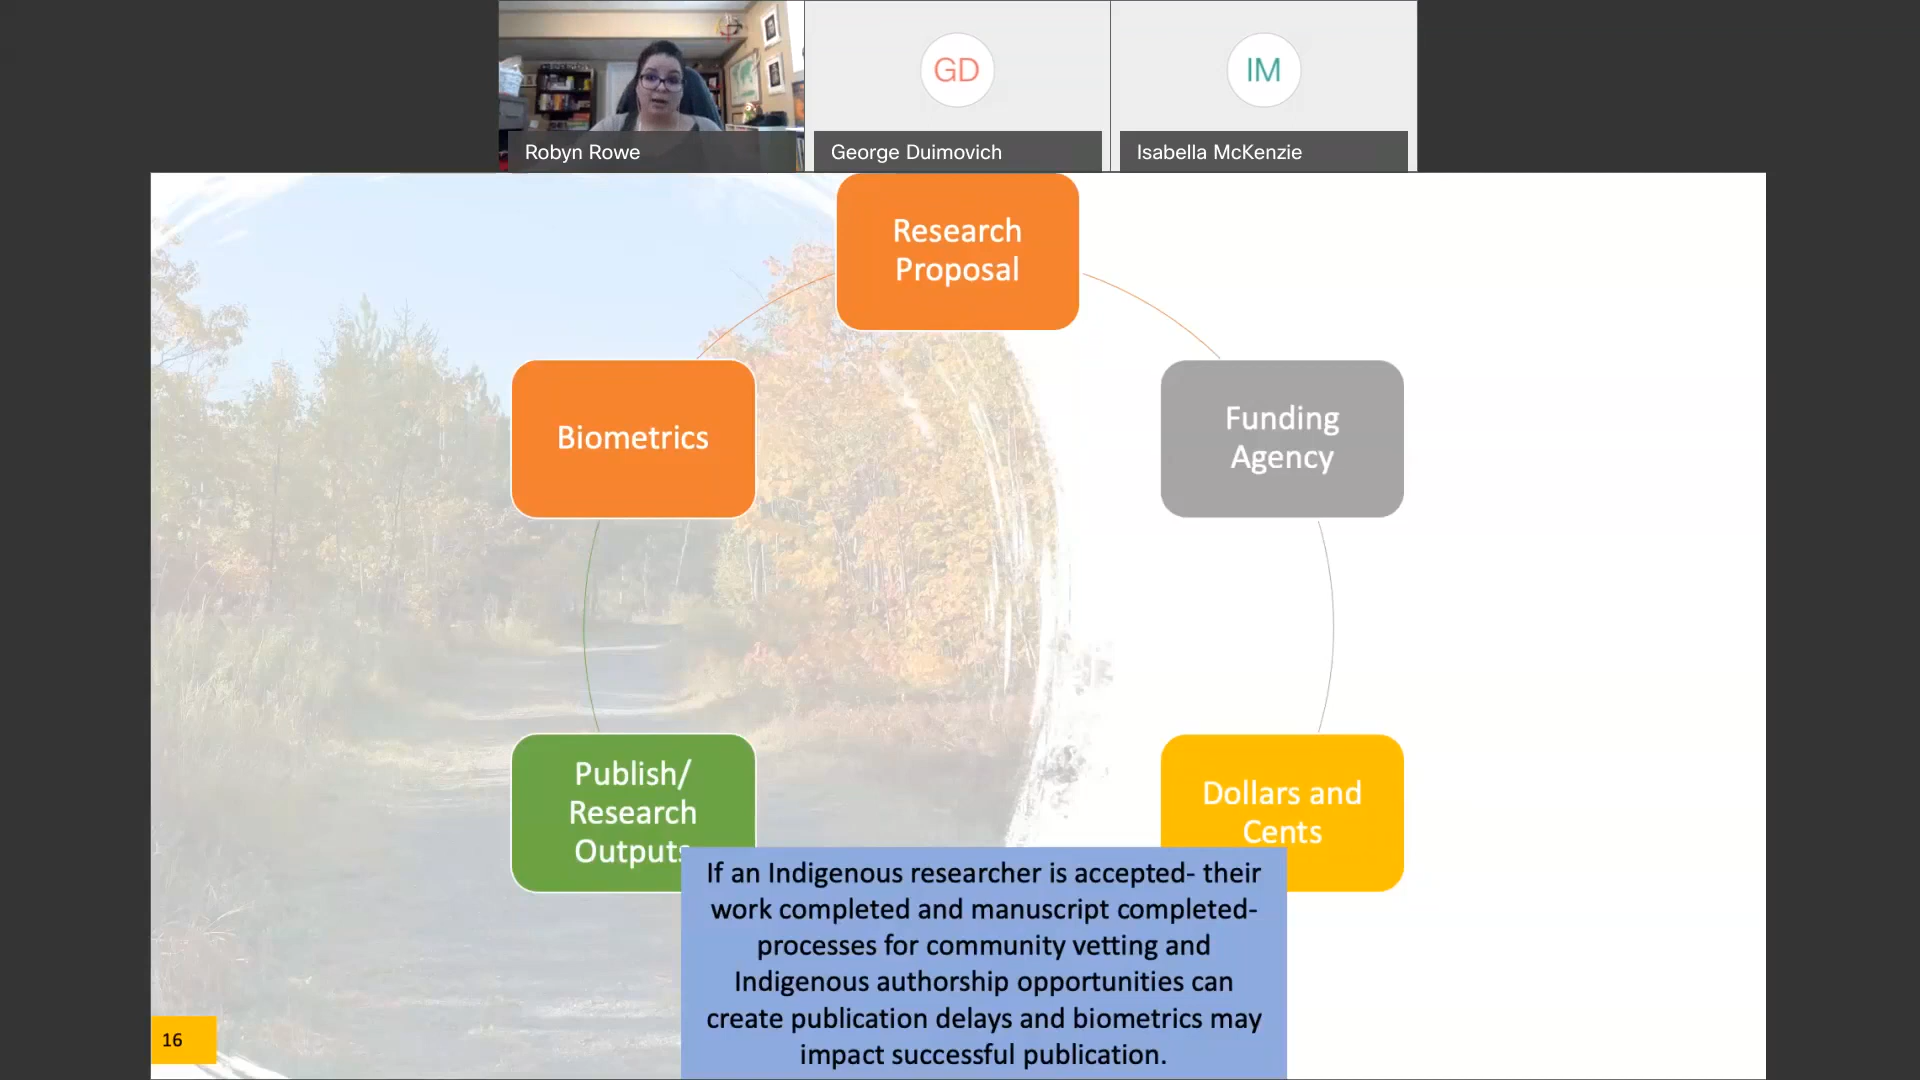 GD
IM
Robyn Rowe
George Duimovich
Isabella McKenzie
Research
Proposal
Biometrics
Funding
Agency
Publish/
Research
Outputs
Dollars and
Cents
If an Indigenous researcher is accepted- their
work completed and manuscript completed-
processes for community vetting and
Indigenous authorship opportunities can
create publication delays and biometrics may
impact successful publication.
16